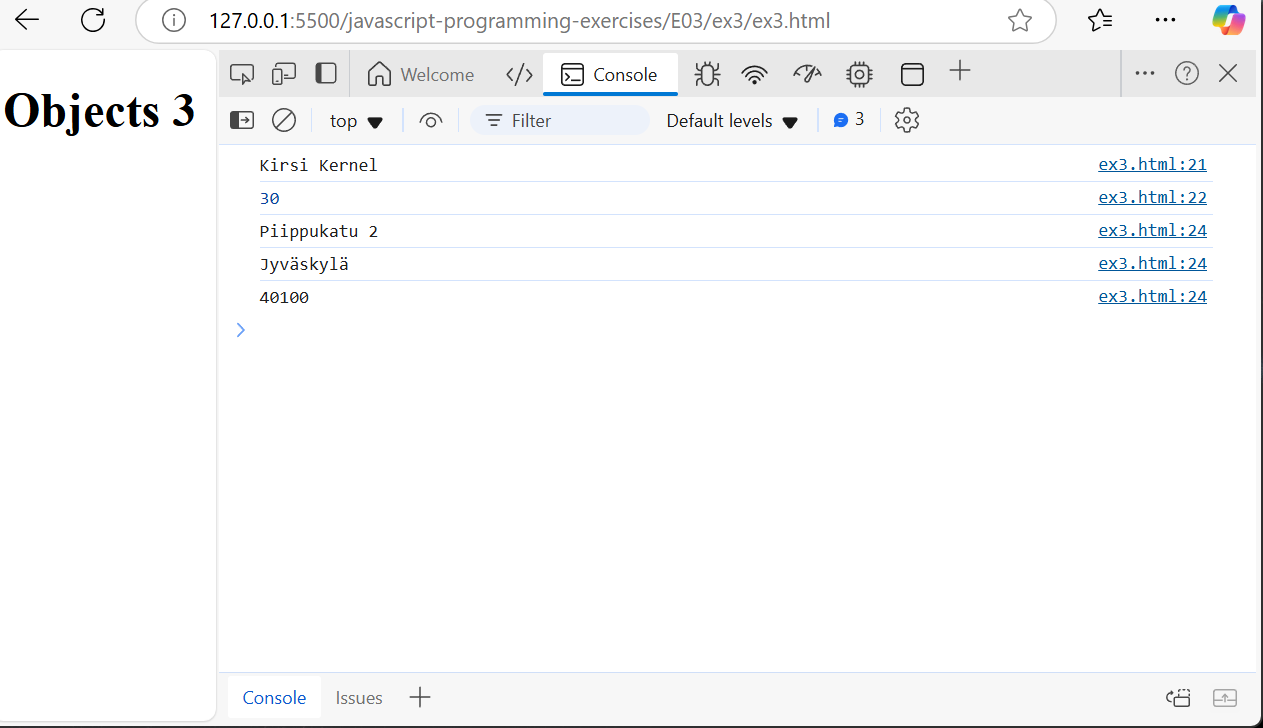 127.0.0.1:5500/javascript-programming-exercises/E03/ex3/ex3.html
Objects 3
Welcome
Console
top
Filter
Default levels
3
Kirsi Kernel ex3.html:21
30 ex3.html:22
Piippukatu 2 ex3.html:24
Jyväskylä ex3.html:24
40100 ex3.html:24
Console Issues